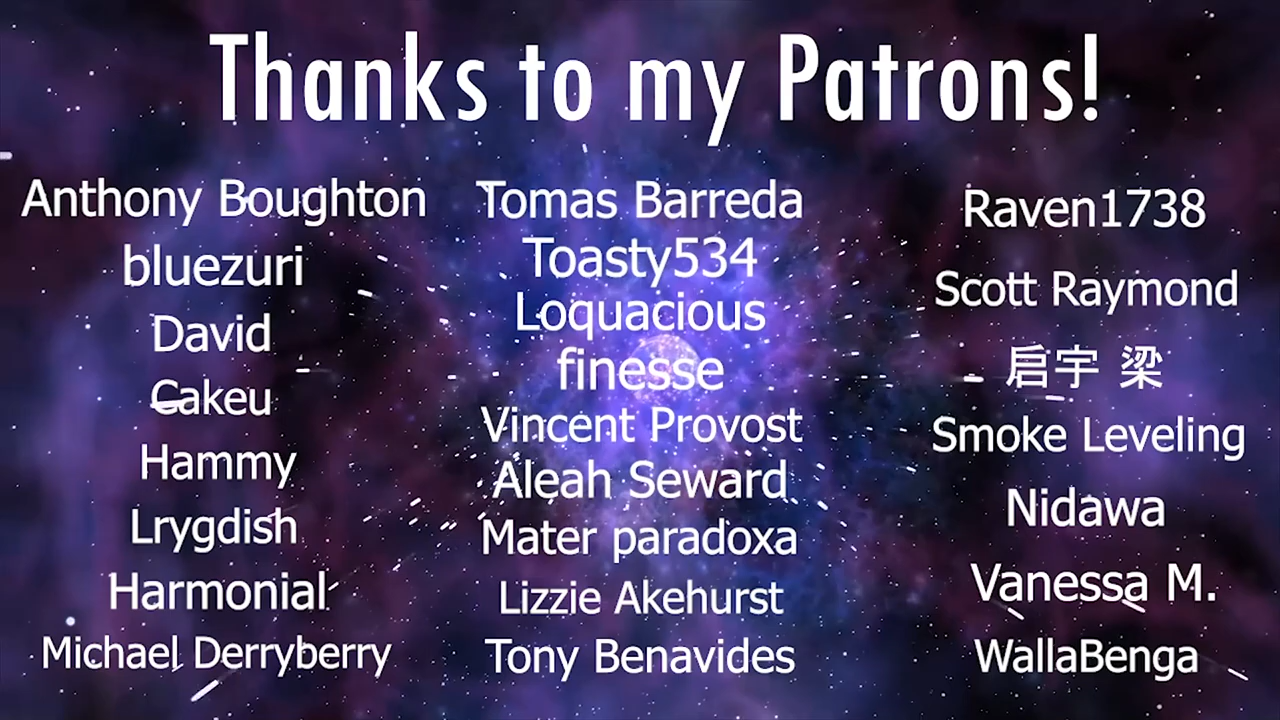 Thanks to my Patrons!
Anthony Boughton
bluezuri
David
Cakeu
Hammy
Lrygdish
Harmonial
Michael Derryberry
Tomas Barreda
Toasty534
Loquacious
finesse
Vincent Provost
Aleah Seward
Mater paradoxa
Lizzie Akehurst
Tony Benavides
Raven1738
Scott Raymond
启宇 梁
Smoke Leveling
Nidawa
Vanessa M.
WallaBenga